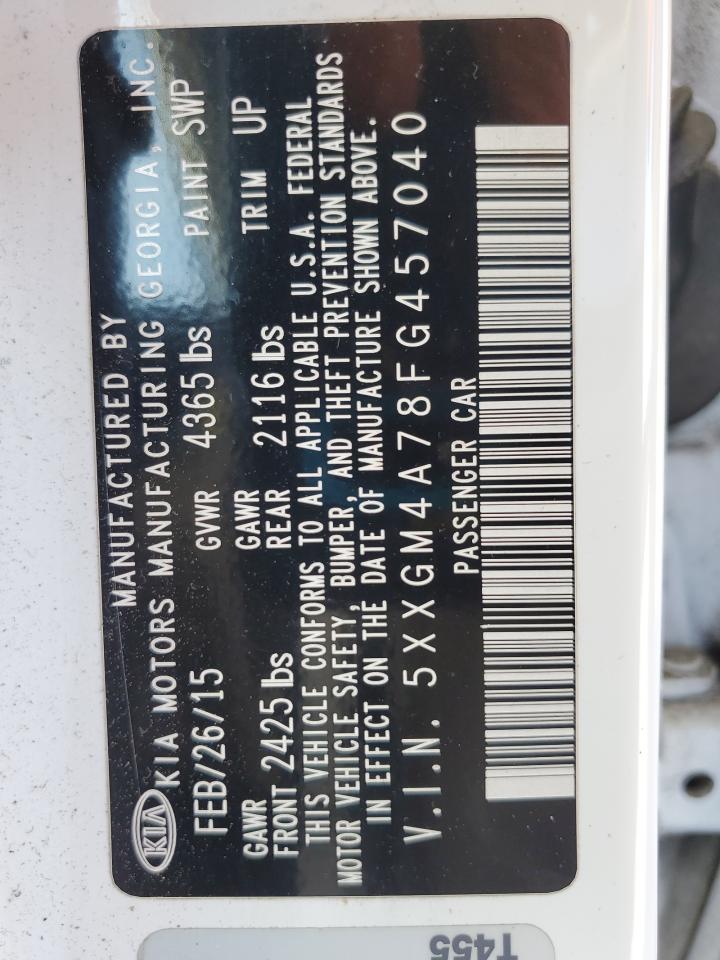 MANUFACTURED BY
KIA KIA MOTORS MANUFACTURING GEORGIA, INC.
FEB/26/15 GVWR 4365 lbs PAINT SWP
GAWR GAWR
FRONT 2425 lbs REAR 2116 lbs TRIM UP
THIS VEHICLE CONFORMS TO ALL APPLICABLE U.S.A. FEDERAL
MOTOR VEHICLE SAFETY, BUMPER, AND THEFT PREVENTION STANDARDS
IN EFFECT ON THE DATE OF MANUFACTURE SHOWN ABOVE.
V.I.N. 5XXGM4A78FG457040
PASSENGER CAR
T455